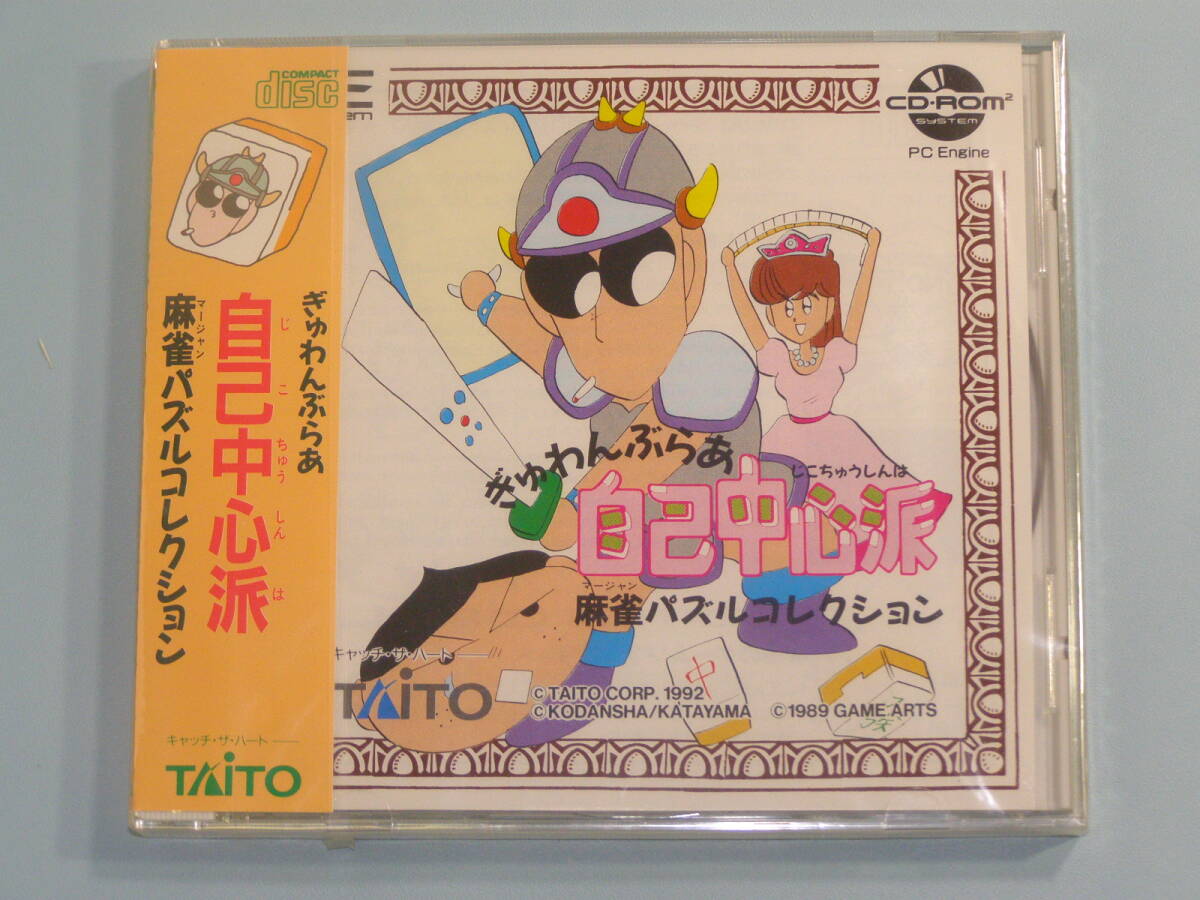 COMPACT
disc
ぎゅわんぶらあ
自己中心派
じこちゅうしんは
麻雀パズルコレクション
マージャン
キャッチ・ザ・ハート
TAITO
CD-ROM²
SYSTEM
PC Engine
ぎゅわんぶらあ
じこちゅうしんは
自己中心派
マージャン
麻雀パズルコレクション
キャッチ・ザ・ハート
TAITO
中
© TAITO CORP. 1992
© KODANSHA/KATAYAMA © 1989 GAME ARTS